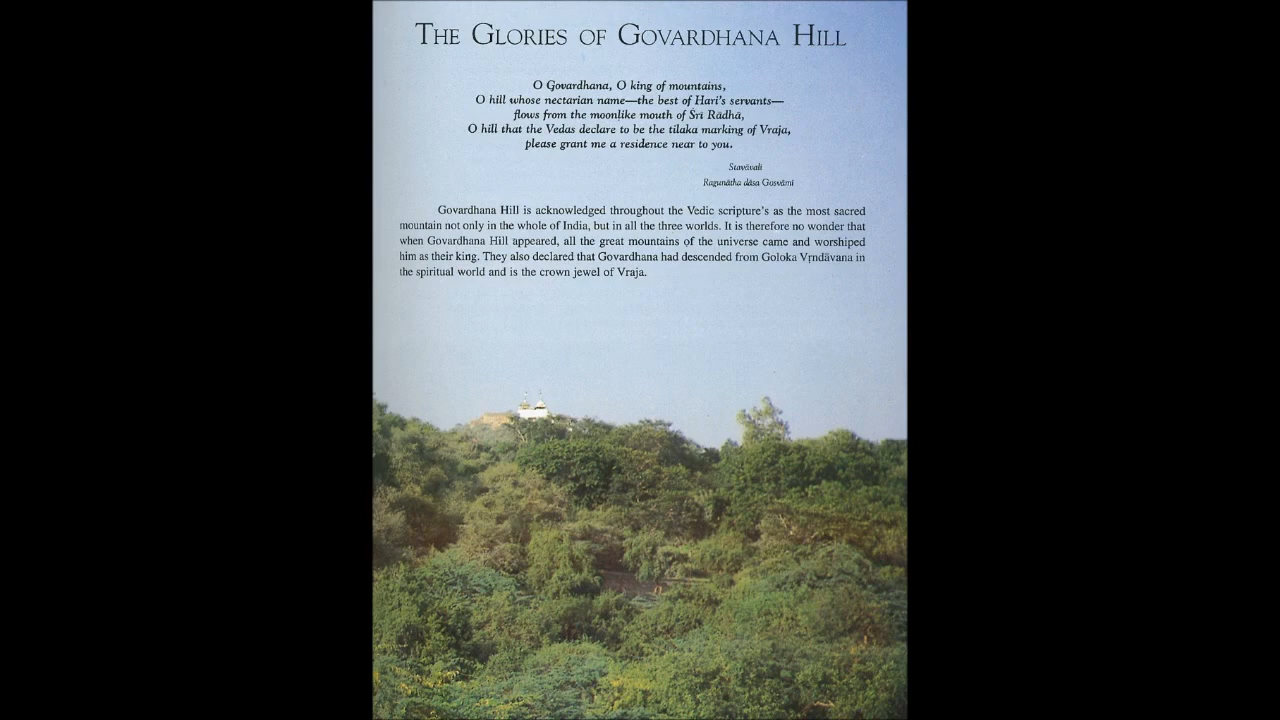 THE GLORIES OF GOVARDHANA HILL
O Govardhana, O king of mountains,
O hill whose nectarian name—the best of Hari's servants—
flows from the moonlike mouth of Śrī Rādhā,
O hill that the Vedas declare to be the tilaka marking of Vraja,
please grant me a residence near to you.
Stavāvali
Ragunātha dāsa Gosvāmī
Govardhana Hill is acknowledged throughout the Vedic scripture's as the most sacred
mountain not only in the whole of India, but in all the three worlds. It is therefore no wonder that
when Govardhana Hill appeared, all the great mountains of the universe came and worshiped
him as their king. They also declared that Govardhana had descended from Goloka Vṛndāvana in
the spiritual world and is the crown jewel of Vraja.